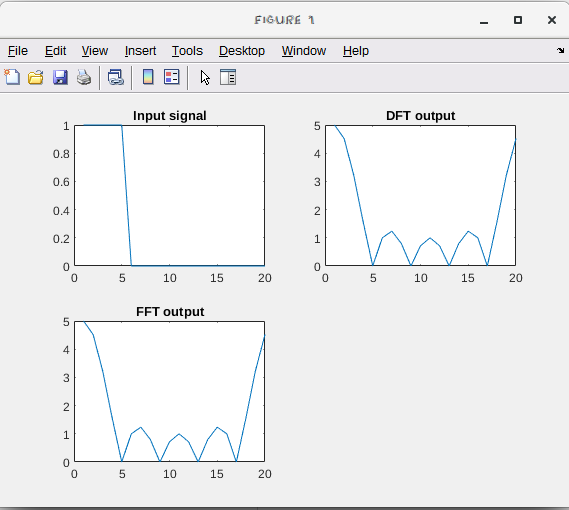 FIGURE 1
File Edit View Insert Tools Desktop Window Help
Input signal
1
0.8
0.6
0.4
0.2
0
0 5 10 15 20
DFT output
5
4
3
2
1
0
0 5 10 15 20
FFT output
5
4
3
2
1
0
0 5 10 15 20